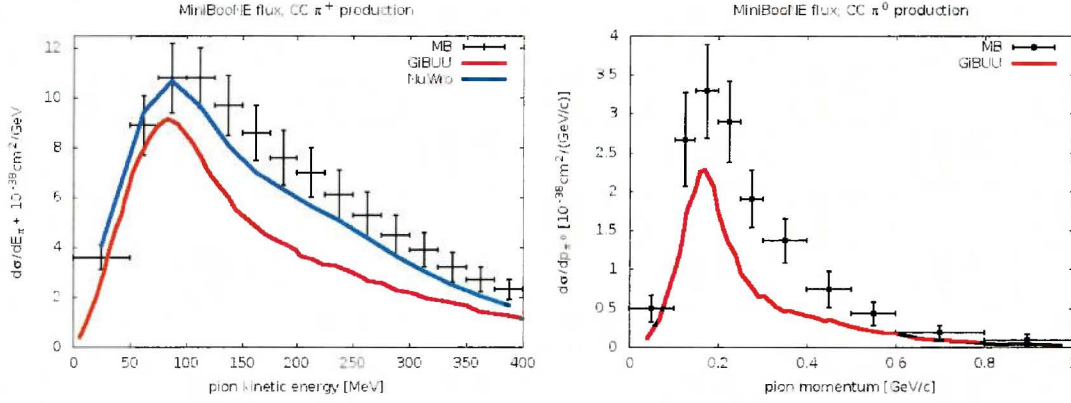 MiniBooNE flux, CC π⁺ production
MB
GiBUU
NuWro
dσ/dE_π + 10⁻³⁸cm²/GeV
12
10
8
6
4
2
0
0 50 100 150 200 250 300 350 400
pion kinetic energy [MeV]
MiniBooNE flux, CC π⁰ production
MB
GiBUU
dσ/dp_π⁰ [10⁻³⁸cm²/(GeV/c)]
4
3.5
3
2.5
2
1.5
1
0.5
0
0 0.2 0.4 0.6 0.8
pion momentum [GeV/c]